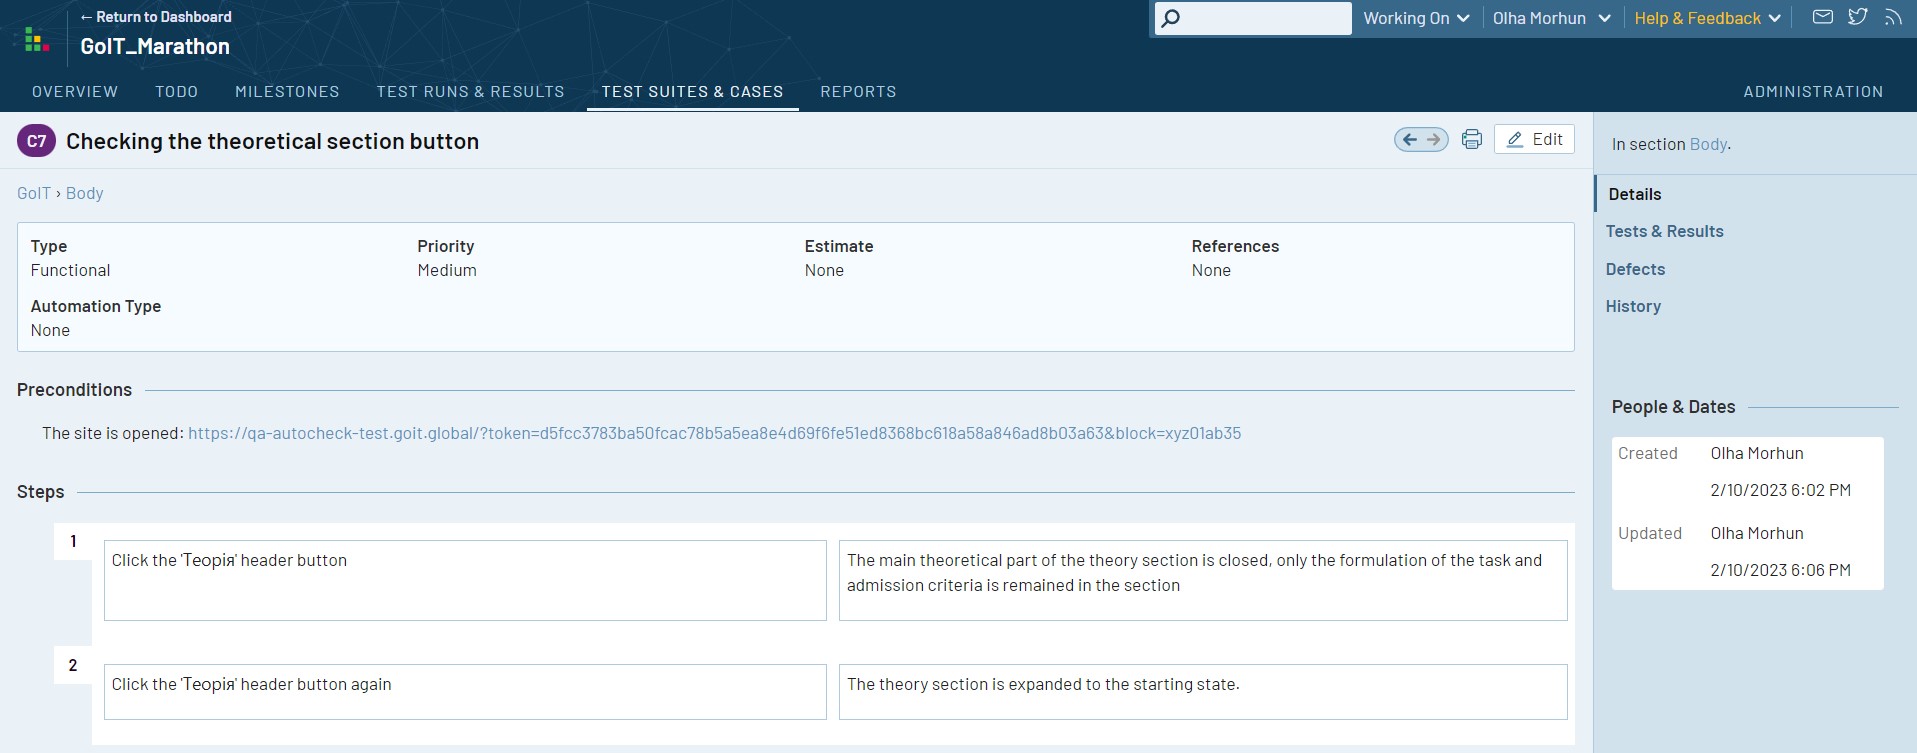 ← Return to Dashboard
GoIT_Marathon
Working On
Olha Morhun
Help & Feedback
OVERVIEW TODO MILESTONES TEST RUNS & RESULTS TEST SUITES & CASES REPORTS ADMINISTRATION
C7 Checking the theoretical section button
Edit
GoIT › Body
Type Priority Estimate References
Functional Medium None None
Automation Type
None
Preconditions
The site is opened: https://qa-autocheck-test.goit.global/?token=d5fcc3783ba50fcac78b5a5ea8e4d69f6fe51ed8368bc618a58a846ad8b03a63&block=xyz01ab35
Steps
1
Click the 'Теорія' header button
The main theoretical part of the theory section is closed, only the formulation of the task and
admission criteria is remained in the section
2
Click the 'Теорія' header button again
The theory section is expanded to the starting state.
In section Body.
Details
Tests & Results
Defects
History
People & Dates
Created Olha Morhun
2/10/2023 6:02 PM
Updated Olha Morhun
2/10/2023 6:06 PM